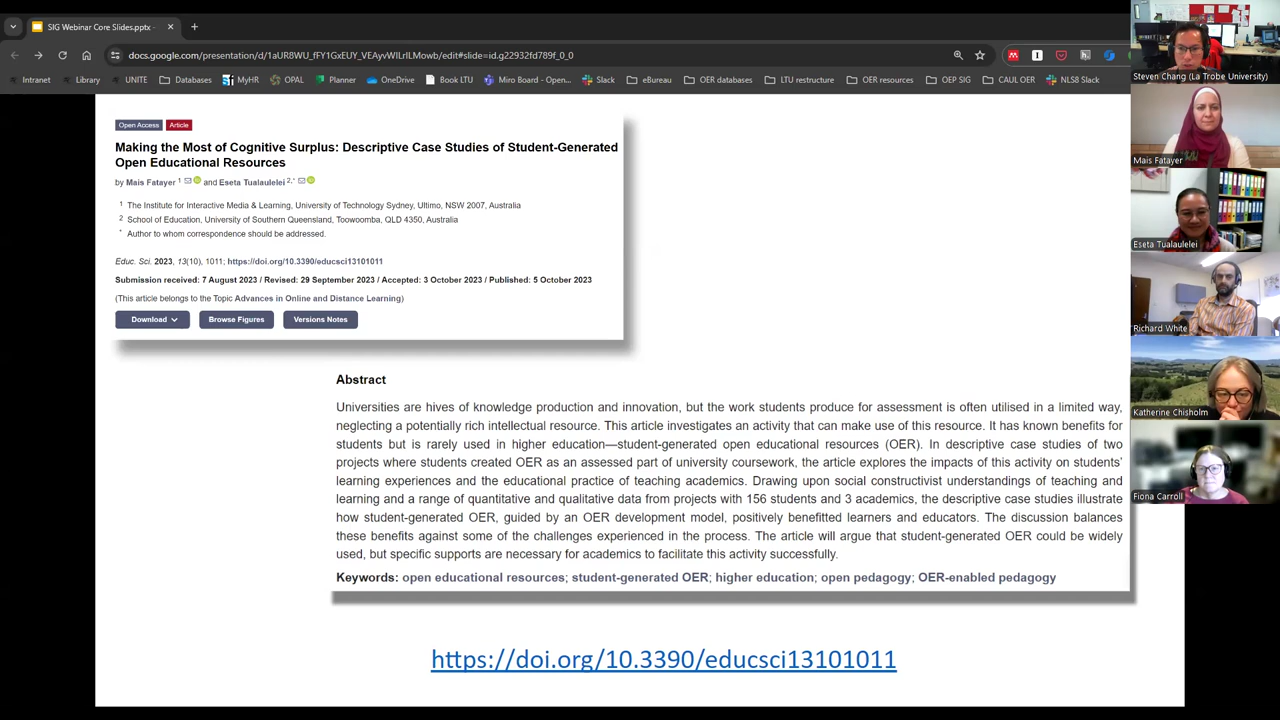 SIG Webinar Core Slides.pptx -
docs.google.com/presentation/d/1aUR8WU_fY1GxEUY_VEAyvWlLrILMowb/edit#slide=id.g22932fd789f_0_0
Intranet
Library
UNITE
Databases
MyHR
OPAL
Planner
OneDrive
Book LTU
Miro Board - Open...
Slack
eBureau
OER databases
LTU restructure
OER resources
OEP SIG
CAUL OER
NLS8 Slack
Open Access Article
Making the Most of Cognitive Surplus: Descriptive Case Studies of Student-Generated
Open Educational Resources
by Mais Fatayer 1 and Eseta Tualaulelei 2,*
1 The Institute for Interactive Media & Learning, University of Technology Sydney, Ultimo, NSW 2007, Australia
2 School of Education, University of Southern Queensland, Toowoomba, QLD 4350, Australia
* Author to whom correspondence should be addressed.
Educ. Sci. 2023, 13(10), 1011; https://doi.org/10.3390/educsci13101011
Submission received: 7 August 2023 / Revised: 29 September 2023 / Accepted: 3 October 2023 / Published: 5 October 2023
(This article belongs to the Topic Advances in Online and Distance Learning)
Download
Browse Figures
Versions Notes
Abstract
Universities are hives of knowledge production and innovation, but the work students produce for assessment is often utilised in a limited way,
neglecting a potentially rich intellectual resource. This article investigates an activity that can make use of this resource. It has known benefits for
students but is rarely used in higher education—student-generated open educational resources (OER). In descriptive case studies of two
projects where students created OER as an assessed part of university coursework, the article explores the impacts of this activity on students'
learning experiences and the educational practice of teaching academics. Drawing upon social constructivist understandings of teaching and
learning and a range of quantitative and qualitative data from projects with 156 students and 3 academics, the descriptive case studies illustrate
how student-generated OER, guided by an OER development model, positively benefitted learners and educators. The discussion balances
these benefits against some of the challenges experienced in the process. The article will argue that student-generated OER could be widely
used, but specific supports are necessary for academics to facilitate this activity successfully.
Keywords: open educational resources; student-generated OER; higher education; open pedagogy; OER-enabled pedagogy
https://doi.org/10.3390/educsci13101011
Steven Chang (La Trobe University)
Mais Fatayer
Eseta Tualaulelei
Richard White
Katherine Chisholm
Fiona Carroll